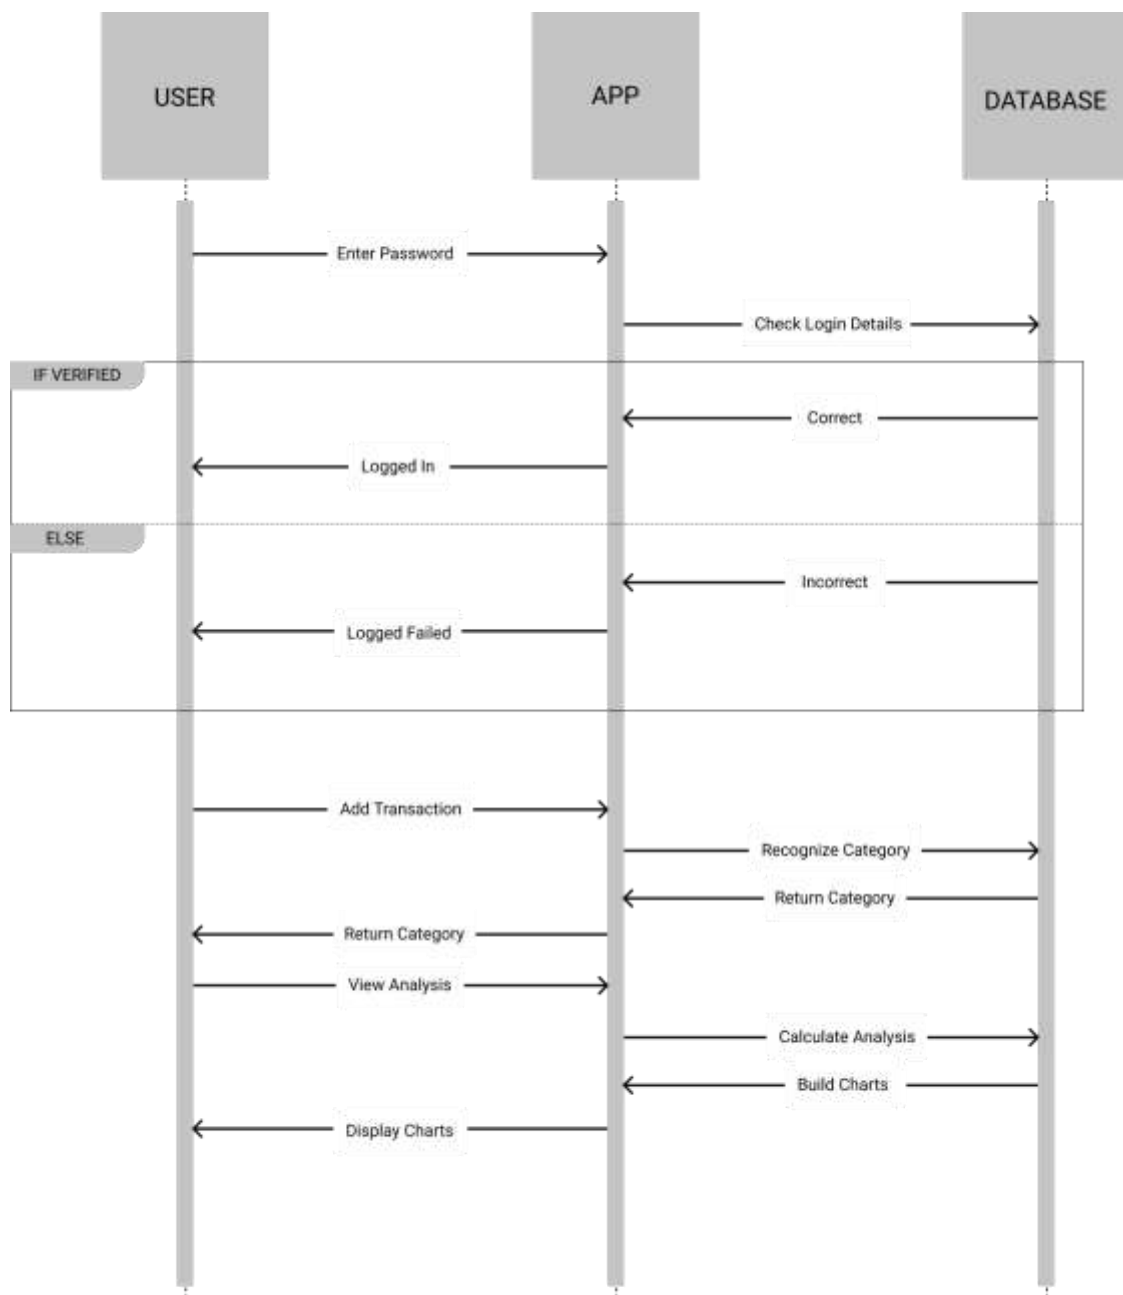 USER
APP
DATABASE
Enter Password
Check Login Details
IF VERIFIED
Correct
Logged In
ELSE
Incorrect
Logged Failed
Add Transaction
Recognize Category
Return Category
Return Category
View Analysis
Calculate Analysis
Build Charts
Display Charts